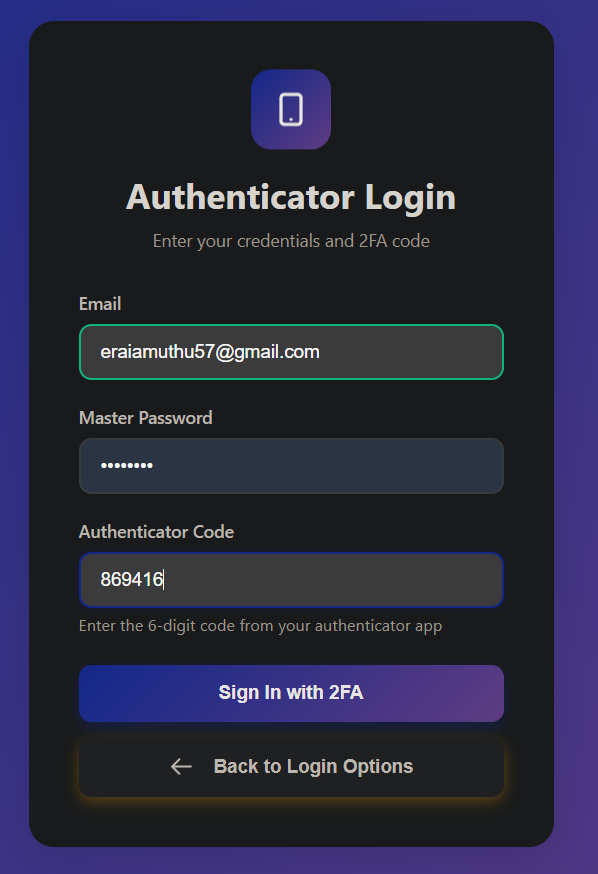 Authenticator Login
Enter your credentials and 2FA code
Email
eraiamuthu57@gmail.com
Master Password
••••••••
Authenticator Code
869416
Enter the 6-digit code from your authenticator app
Sign In with 2FA
← Back to Login Options